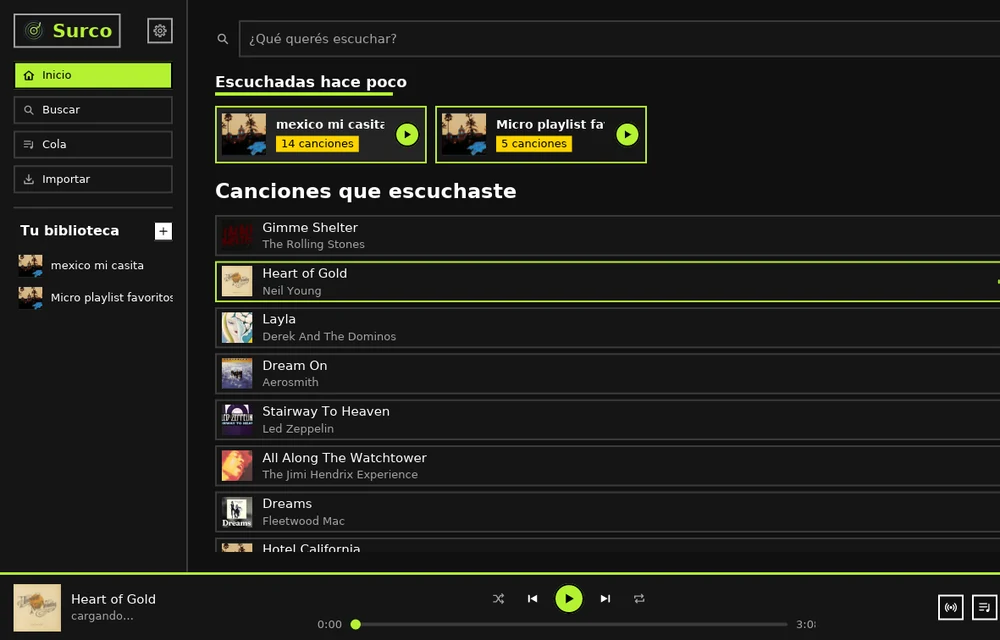 Surco
¿Qué querés escuchar?
Inicio
Buscar
Cola
Importar
Tu biblioteca
+
mexico mi casita
Micro playlist favoritos
Escuchadas hace poco
mexico mi casita
14 canciones
Micro playlist fa
5 canciones
Canciones que escuchaste
Gimme Shelter
The Rolling Stones
Heart of Gold
Neil Young
Layla
Derek And The Dominos
Dream On
Aerosmith
Stairway To Heaven
Led Zeppelin
All Along The Watchtower
The Jimi Hendrix Experience
Dreams
Dreams
Fleetwood Mac
Hotel California
Heart of Gold
cargando...
0:00